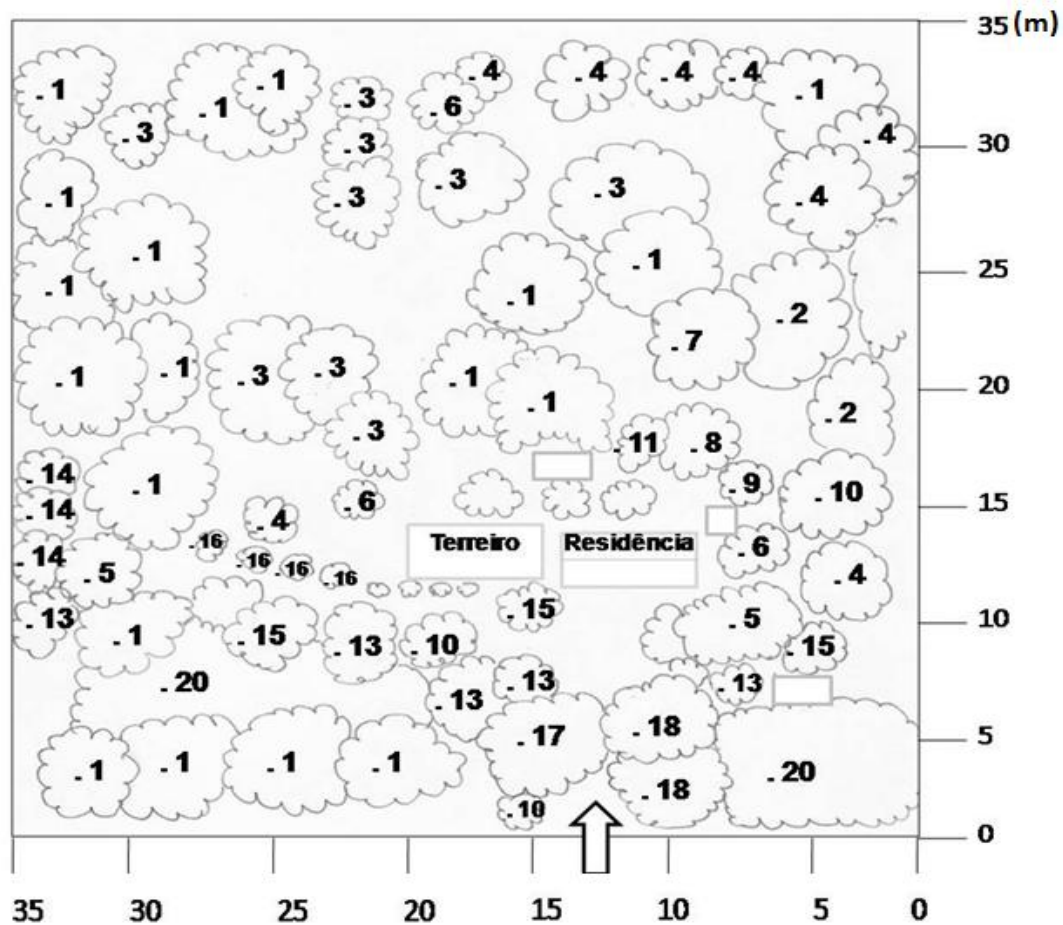 35 (m)
. 1 . 1 . 1 . 3 . 6 . 4 . 4 . 4 . 4 . 1
. 3 . 3 . 4
30
. 1 . 3 . 3 . 3 . 4
. 1 . 1 . 1 . 1
25
. 2
. 7
. 1 . 1 . 3 . 3 . 1 . 1
20
. 2
. 3 . 11 . 8
. 14 . 1 . 6 . 9 . 10
. 14 . 4
15
. 16 Terreiro Residência . 6
. 14 . 5 . 16 . 16 . 16 . 4
. 13 . 15 . 5
10
. 1 . 15 . 13 . 10 . 15
. 20 . 13 . 13 . 13
. 17 . 18
5
. 1 . 1 . 1 . 1 . 18 . 20
. 10
0
35 30 25 20 15 10 5 0